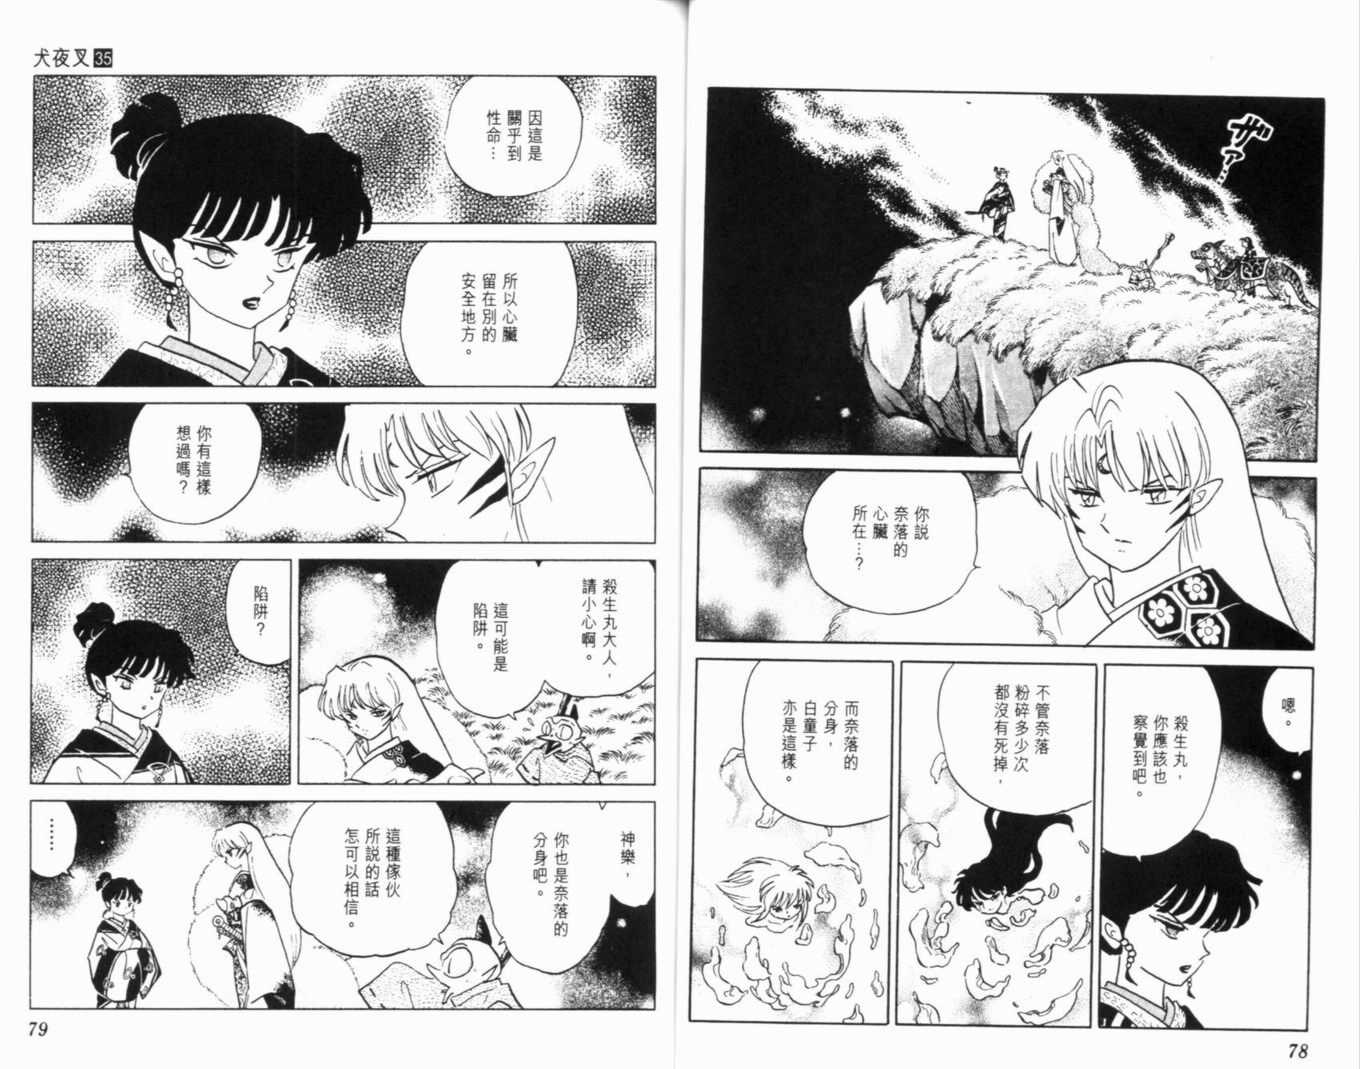 ザァ…
你說
奈落的
心臟
所在…?
嗯。
殺生丸，
你應該也
察覺到吧。
不管奈落
粉碎多少次
都沒有死掉，
而奈落的
分身，
白童子
亦是這樣。
78
犬夜叉35
因這是
關乎到
性命…
所以心臟
留在別的
安全地方。
你有這樣
想過嗎?
殺生丸大人，
請小心啊。
這可能是
陷阱。
陷阱?
神樂，
你也是奈落的
分身吧。
這種傢伙
所說的話
怎可以相信。
……
79